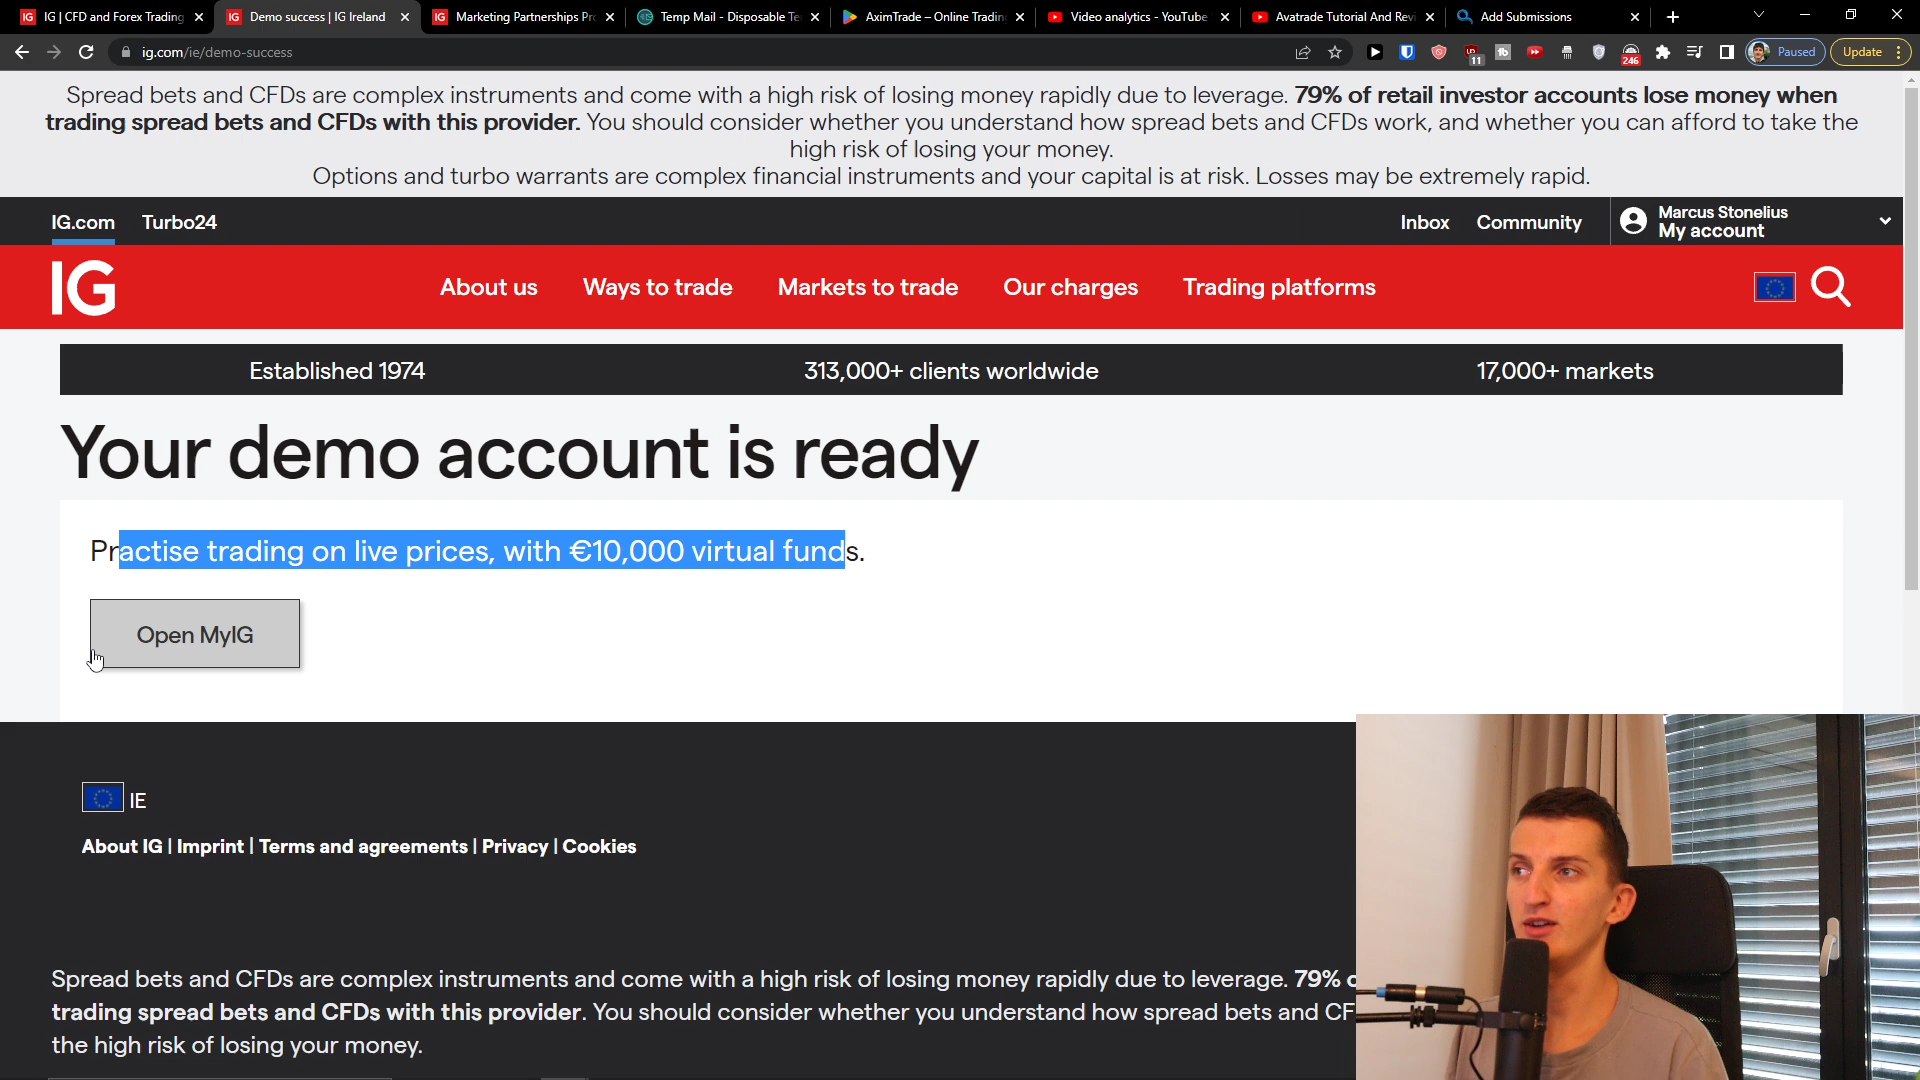 IG | CFD and Forex Trading
Demo success | IG Ireland
Marketing Partnerships Pr
Temp Mail - Disposable Te
AximTrade – Online Tradin
Video analytics - YouTube
Avatrade Tutorial And Rev
Add Submissions
ig.com/ie/demo-success
11
246
Paused
Update
Spread bets and CFDs are complex instruments and come with a high risk of losing money rapidly due to leverage. 79% of retail investor accounts lose money when
trading spread bets and CFDs with this provider. You should consider whether you understand how spread bets and CFDs work, and whether you can afford to take the
high risk of losing your money.
Options and turbo warrants are complex financial instruments and your capital is at risk. Losses may be extremely rapid.
IG.com
Turbo24
Inbox
Community
Marcus Stonelius
My account
IG
About us
Ways to trade
Markets to trade
Our charges
Trading platforms
Established 1974
313,000+ clients worldwide
17,000+ markets
Your demo account is ready
Practise trading on live prices, with €10,000 virtual funds.
Open MyIG
IE
About IG | Imprint | Terms and agreements | Privacy | Cookies
Spread bets and CFDs are complex instruments and come with a high risk of losing money rapidly due to leverage. 79%
trading spread bets and CFDs with this provider. You should consider whether you understand how spread bets and CF
the high risk of losing your money.